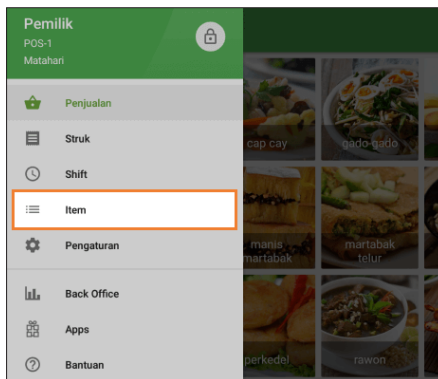 Pemilik
POS-1
Matahari
Penjualan
Struk
Shift
Item
Pengaturan
Back Office
Apps
Bantuan
cap cay
gado-gado
manis
martabak
martabak
telur
perkedel
rawon